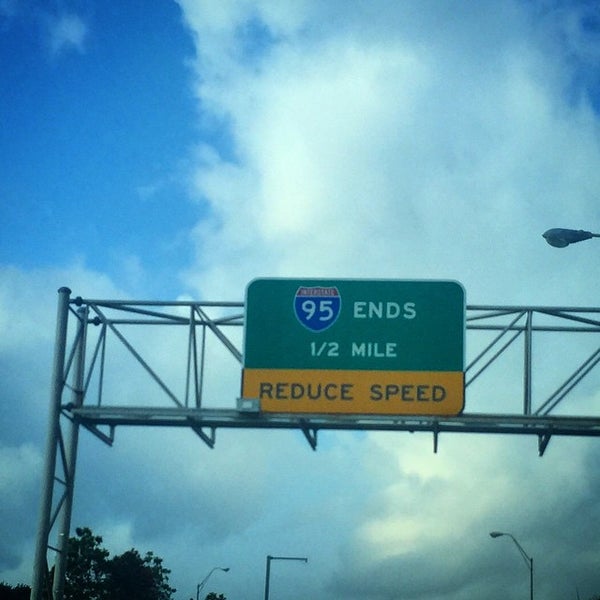 INTERSTATE
95 ENDS
1/2 MILE
REDUCE SPEED